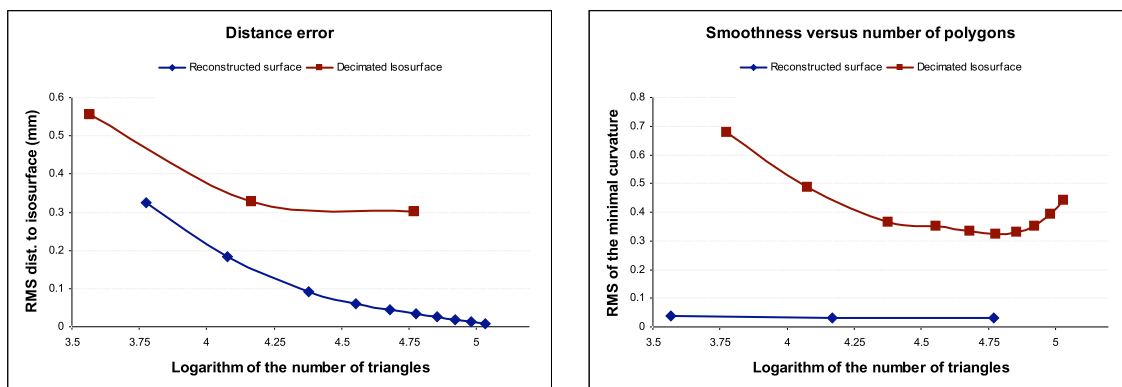 Distance error
Reconstructed surface Decimated Isosurface
RMS dist. to isosurface (mm)
0.6
0.5
0.4
0.3
0.2
0.1
0
3.5 3.75 4 4.25 4.5 4.75 5
Logarithm of the number of triangles
Smoothness versus number of polygons
Reconstructed surface Decimated Isosurface
RMS of the minimal curvature
0.8
0.7
0.6
0.5
0.4
0.3
0.2
0.1
0
3.5 3.75 4 4.25 4.5 4.75 5
Logarithm of the number of triangles